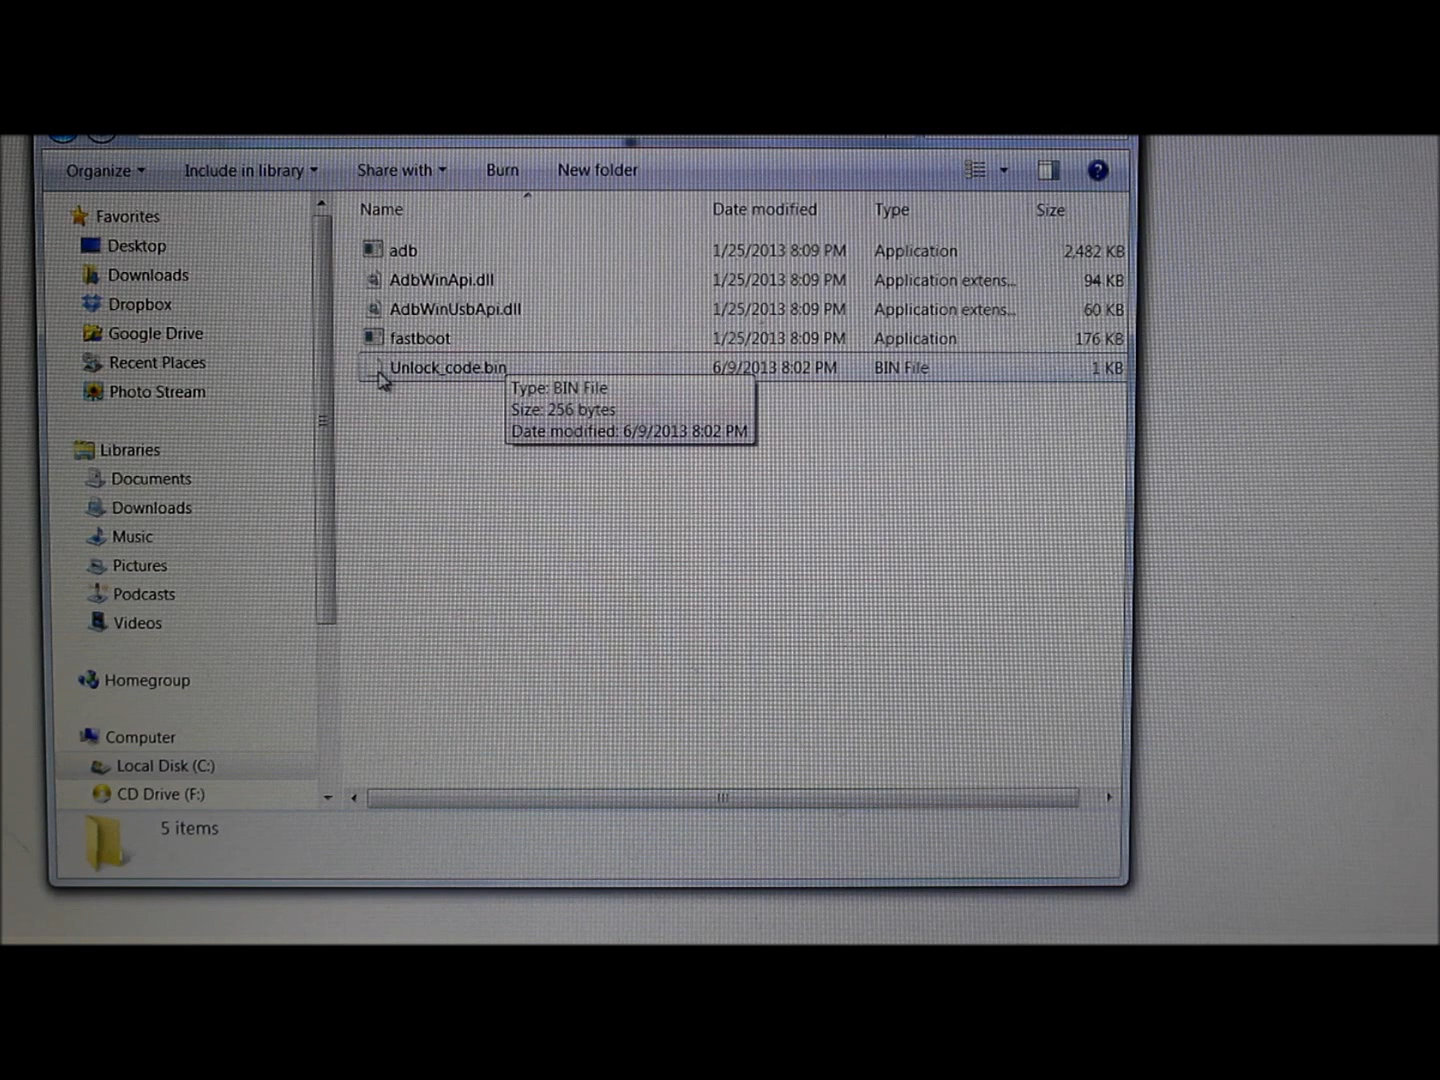 Organize Include in library Share with Burn New folder
Name Date modified Type Size
adb 1/25/2013 8:09 PM Application 2,482 KB
AdbWinApi.dll 1/25/2013 8:09 PM Application extens... 94 KB
AdbWinUsbApi.dll 1/25/2013 8:09 PM Application extens... 60 KB
fastboot 1/25/2013 8:09 PM Application 176 KB
Unlock_code.bin 6/9/2013 8:02 PM BIN File 1 KB
Type: BIN File
Size: 256 bytes
Date modified: 6/9/2013 8:02 PM
Favorites
Desktop
Downloads
Dropbox
Google Drive
Recent Places
Photo Stream
Libraries
Documents
Downloads
Music
Pictures
Podcasts
Videos
Homegroup
Computer
Local Disk (C:)
CD Drive (F:)
5 items